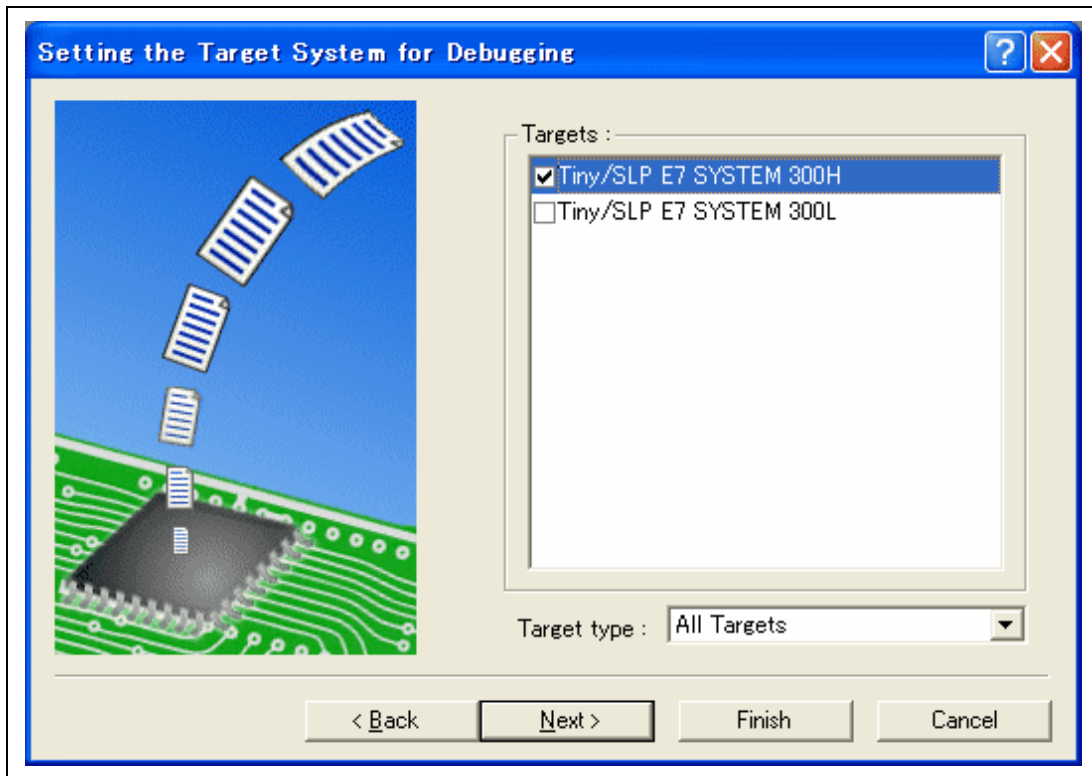 Setting the Target System for Debugging
Targets :
Tiny/SLP E7 SYSTEM 300H
Tiny/SLP E7 SYSTEM 300L
Target type : All Targets
< Back Next > Finish Cancel